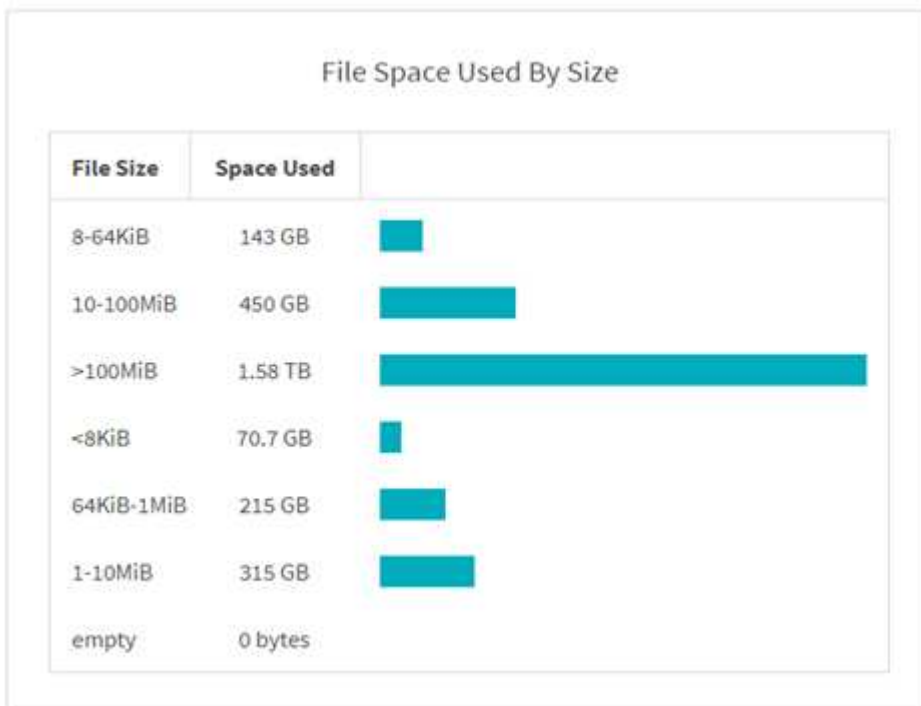 File Space Used By Size
File Size Space Used
8-64KiB 143 GB
10-100MiB 450 GB
>100MiB 1.58 TB
<8KiB 70.7 GB
64KiB-1MiB 215 GB
1-10MiB 315 GB
empty 0 bytes